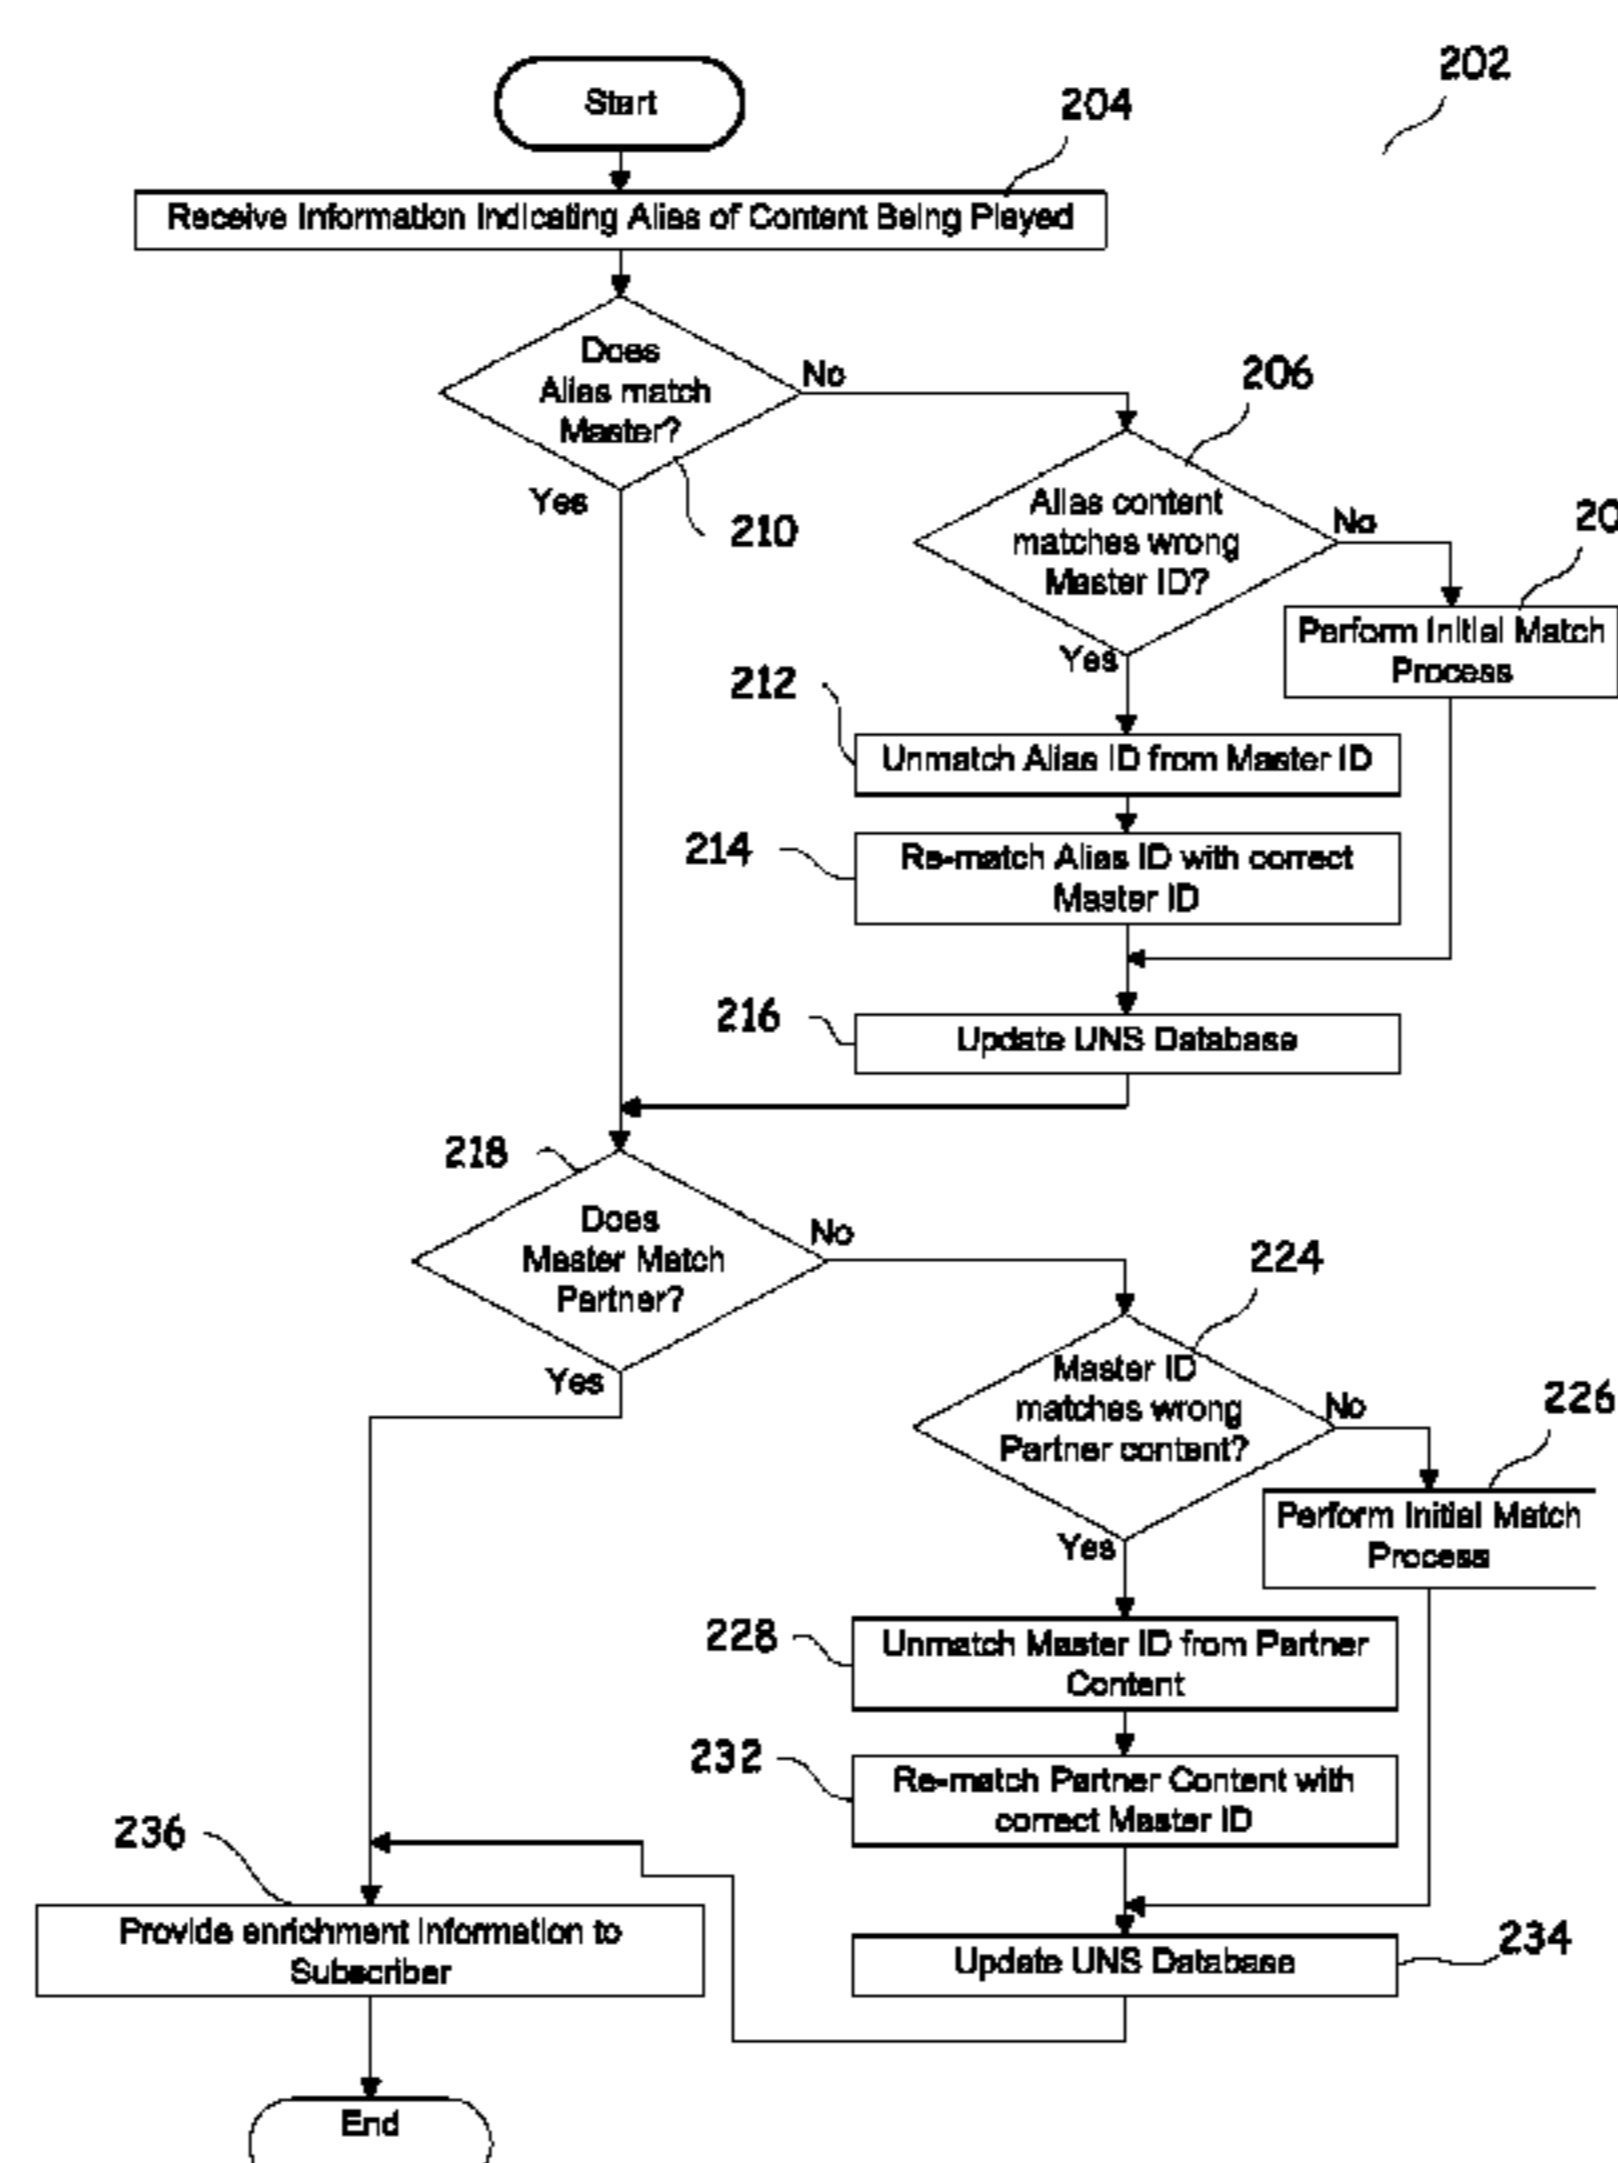 202
Start
204
Receive Information Indicating Alias of Content Being Played
Does
Alias match
Master?
No
Yes
210
206
Alias content
matches wrong
Master ID?
No
Yes
20
Perform Initial Match
Process
212
Unmatch Alias ID from Master ID
214
Re-match Alias ID with correct
Master ID
216
Update UNS Database
218
Does
Master Match
Partner?
No
Yes
224
Master ID
matches wrong
Partner content?
No
Yes
226
Perform Initial Match
Process
228
Unmatch Master ID from Partner
Content
232
Re-match Partner Content with
correct Master ID
236
Provide enrichment Information to
Subscriber
234
Update UNS Database
End